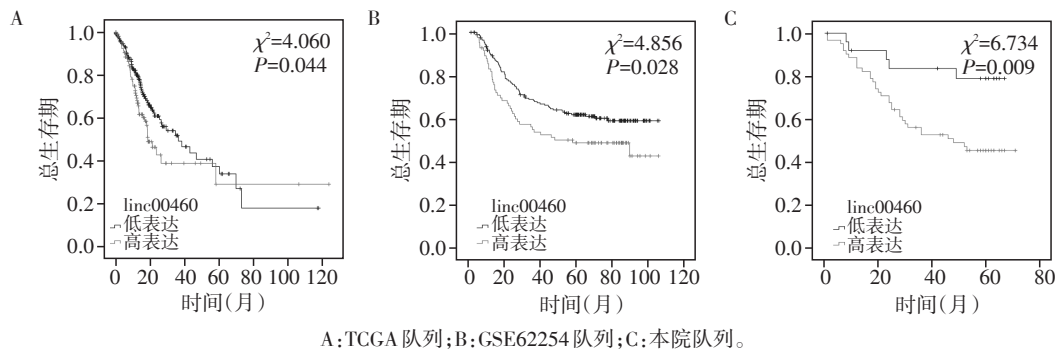 A
χ²=4.060
P=0.044
1.0
0.8
0.6
0.4
0.2
0.0
总生存期
linc00460
低表达
高表达
0 20 40 60 80 100 120
时间(月)
B
χ²=4.856
P=0.028
1.0
0.8
0.6
0.4
0.2
0.0
总生存期
linc00460
低表达
高表达
0 20 40 60 80 100 120
时间(月)
C
χ²=6.734
P=0.009
1.0
0.8
0.6
0.4
0.2
0.0
总生存期
linc00460
低表达
高表达
0 20 40 60 80
时间(月)
A:TCGA队列;B:GSE62254队列;C:本院队列。